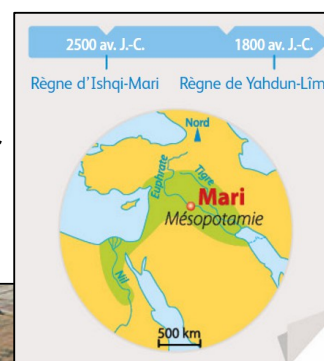 2500 av. J.-C. 1800 av. J.-C.
Règne d'Ishqi-Mari Règne de Yahdun-Lîm
Nord
Euphrate
Tigre
Mari
Mésopotamie
Nil
500 km